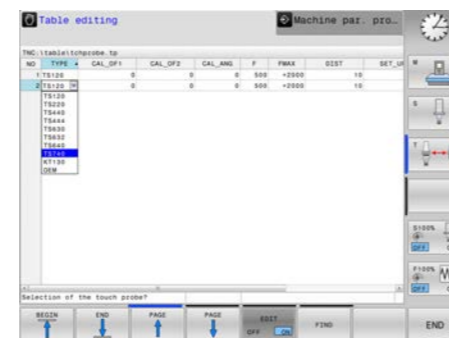 Table editing
Machine par. pro…
TNC:\table\tchprobe.tp
NO TYPE CAL_OF1 CAL_OF2 CAL_ANG F FMAX DIST SET_U
1 TS120 0 0 0 500 +2000 10
2 TS120 0 0 0 500 +2000 10
TS120
TS220
TS440
TS444
TS630
TS632
TS640
TS740
KT130
OEM
M
S
T
S100%
OFF
F100%
OFF
Selection of the touch probe?
BEGIN
END
PAGE
PAGE
EDIT
OFF ON
FIND
END